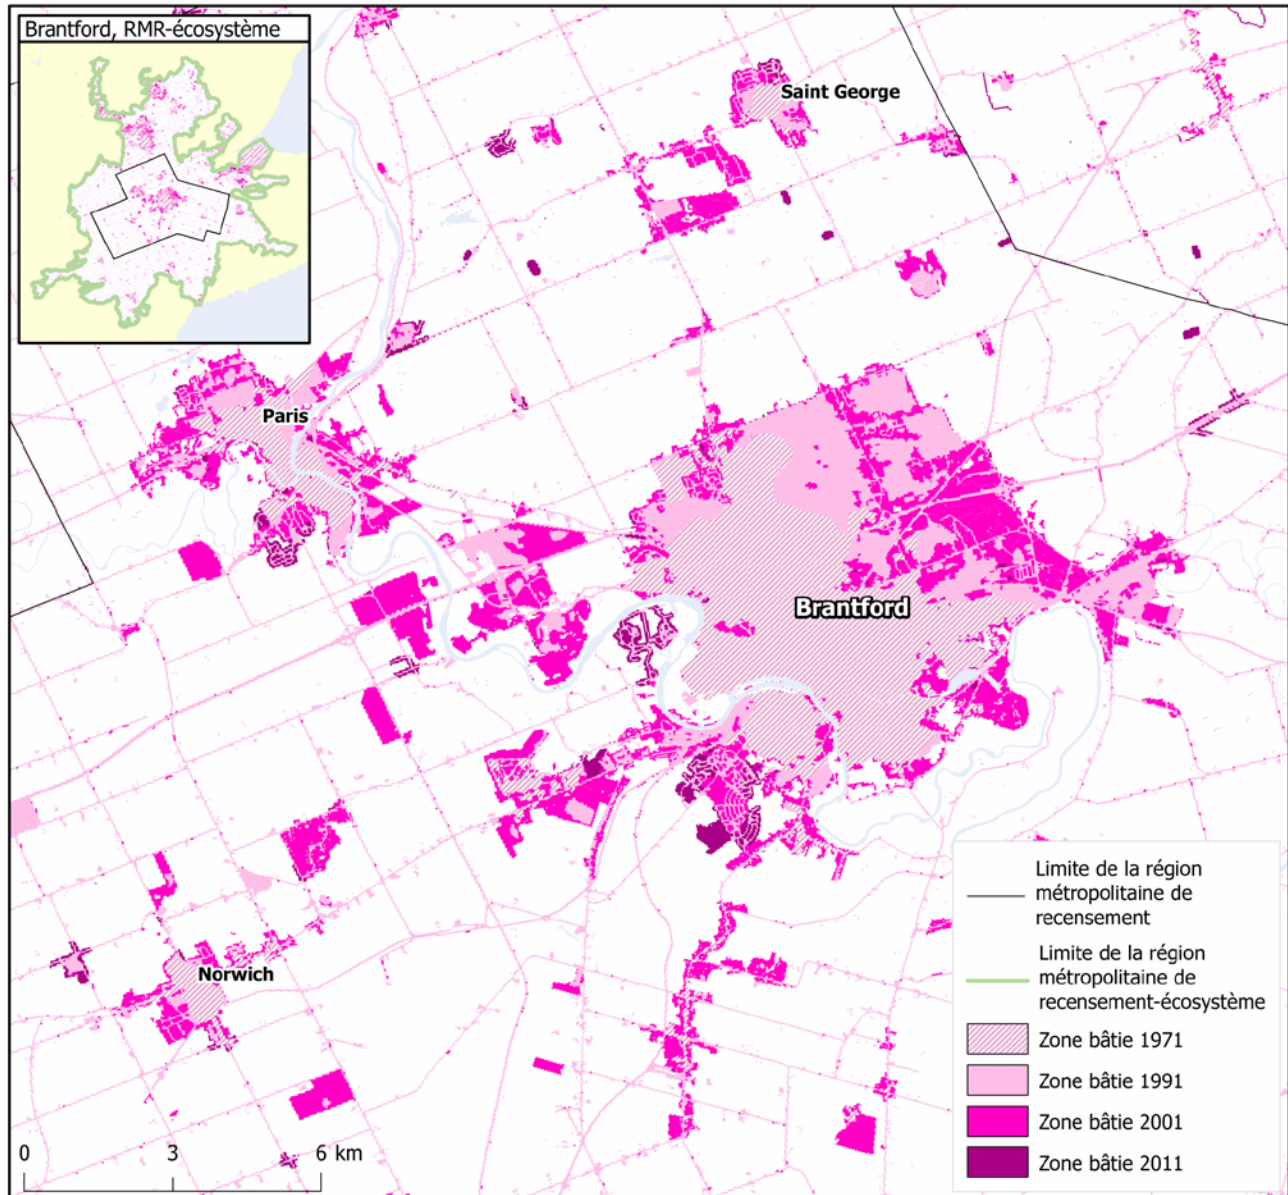 Brantford, RMR-écosystème
Saint George
Paris
Brantford
Norwich
Limite de la région
métropolitaine de
recensement
Limite de la région
métropolitaine de
recensement-écosystème
Zone bâtie 1971
Zone bâtie 1991
Zone bâtie 2001
Zone bâtie 2011
0 3 6 km